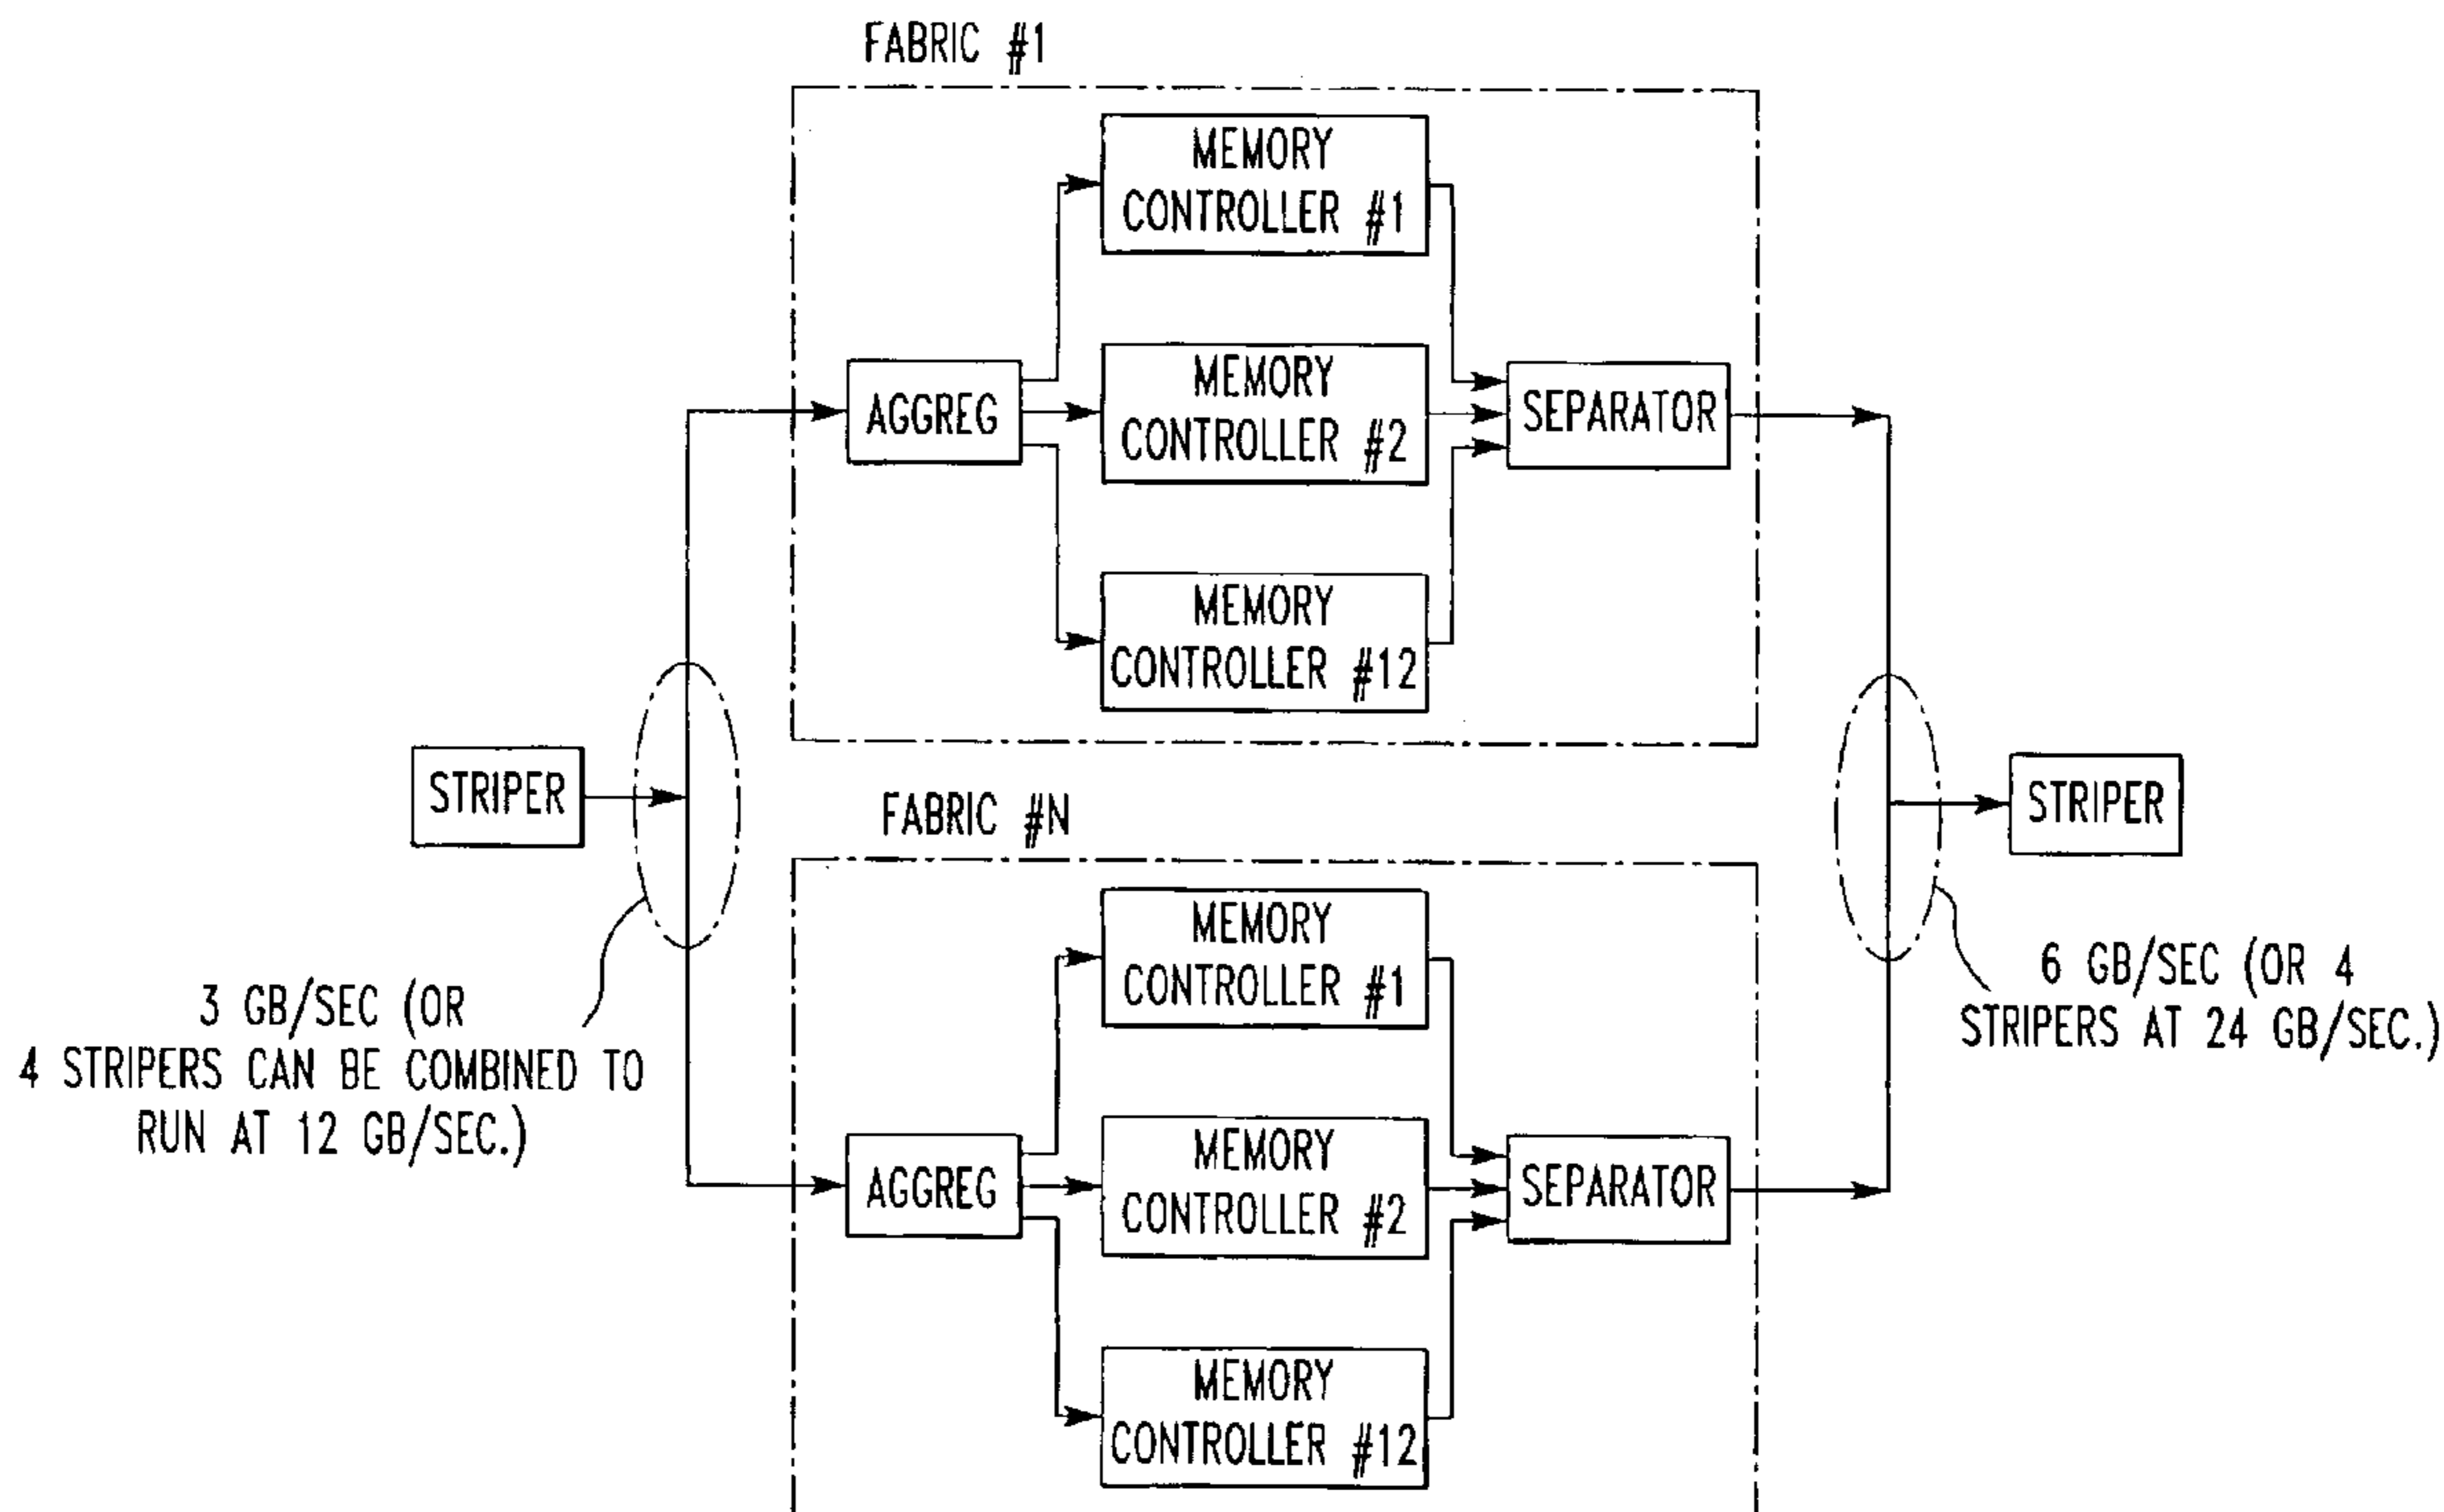 FABRIC #1
MEMORY
CONTROLLER #1
AGGREG
MEMORY
CONTROLLER #2
SEPARATOR
MEMORY
CONTROLLER #12
STRIPER
FABRIC #N
STRIPER
MEMORY
CONTROLLER #1
3 GB/SEC (OR
4 STRIPERS CAN BE COMBINED TO
RUN AT 12 GB/SEC.)
6 GB/SEC (OR 4
STRIPERS AT 24 GB/SEC.)
AGGREG
MEMORY
CONTROLLER #2
SEPARATOR
MEMORY
CONTROLLER #12